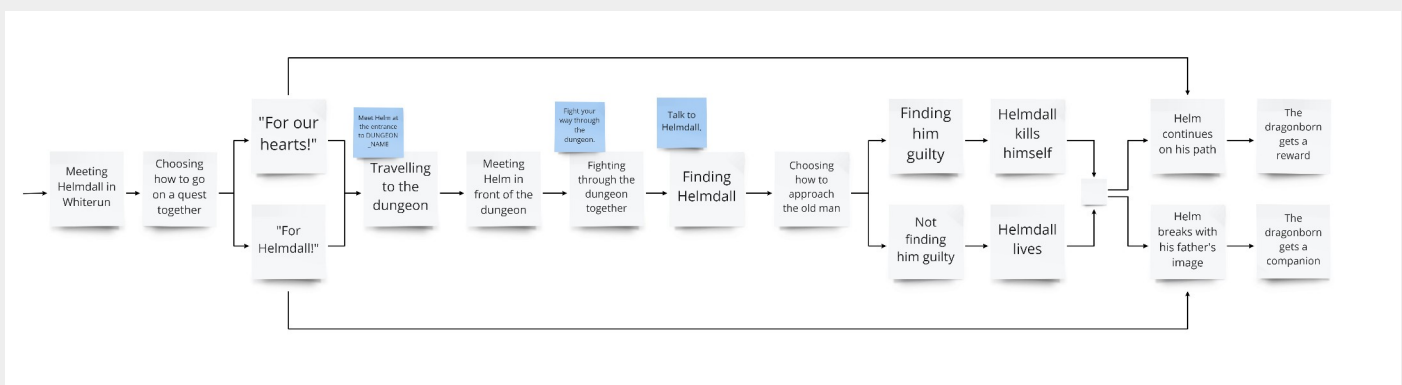 Meeting
Helmdall in
Whiterun
Choosing
how to go
on a quest
together
"For our
hearts!"
"For
Helmdall!"
Meet Helm at
the entrance
to DUNGEON
_NAME
Travelling
to the
dungeon
Meeting
Helm in
front of the
dungeon
Fight your
way through
the
dungeon.
Fighting
through the
dungeon
together
Talk to
Helmdall,
Finding
Helmdall
Choosing
how to
approach
the old man
Finding
him
guilty
Helmdall
kills
himself
Not
finding
him guilty
Helmdall
lives
Helm
continues
on his path
The
dragonborn
gets a
reward
Helm
breaks with
his father's
image
The
dragonborn
gets a
companion